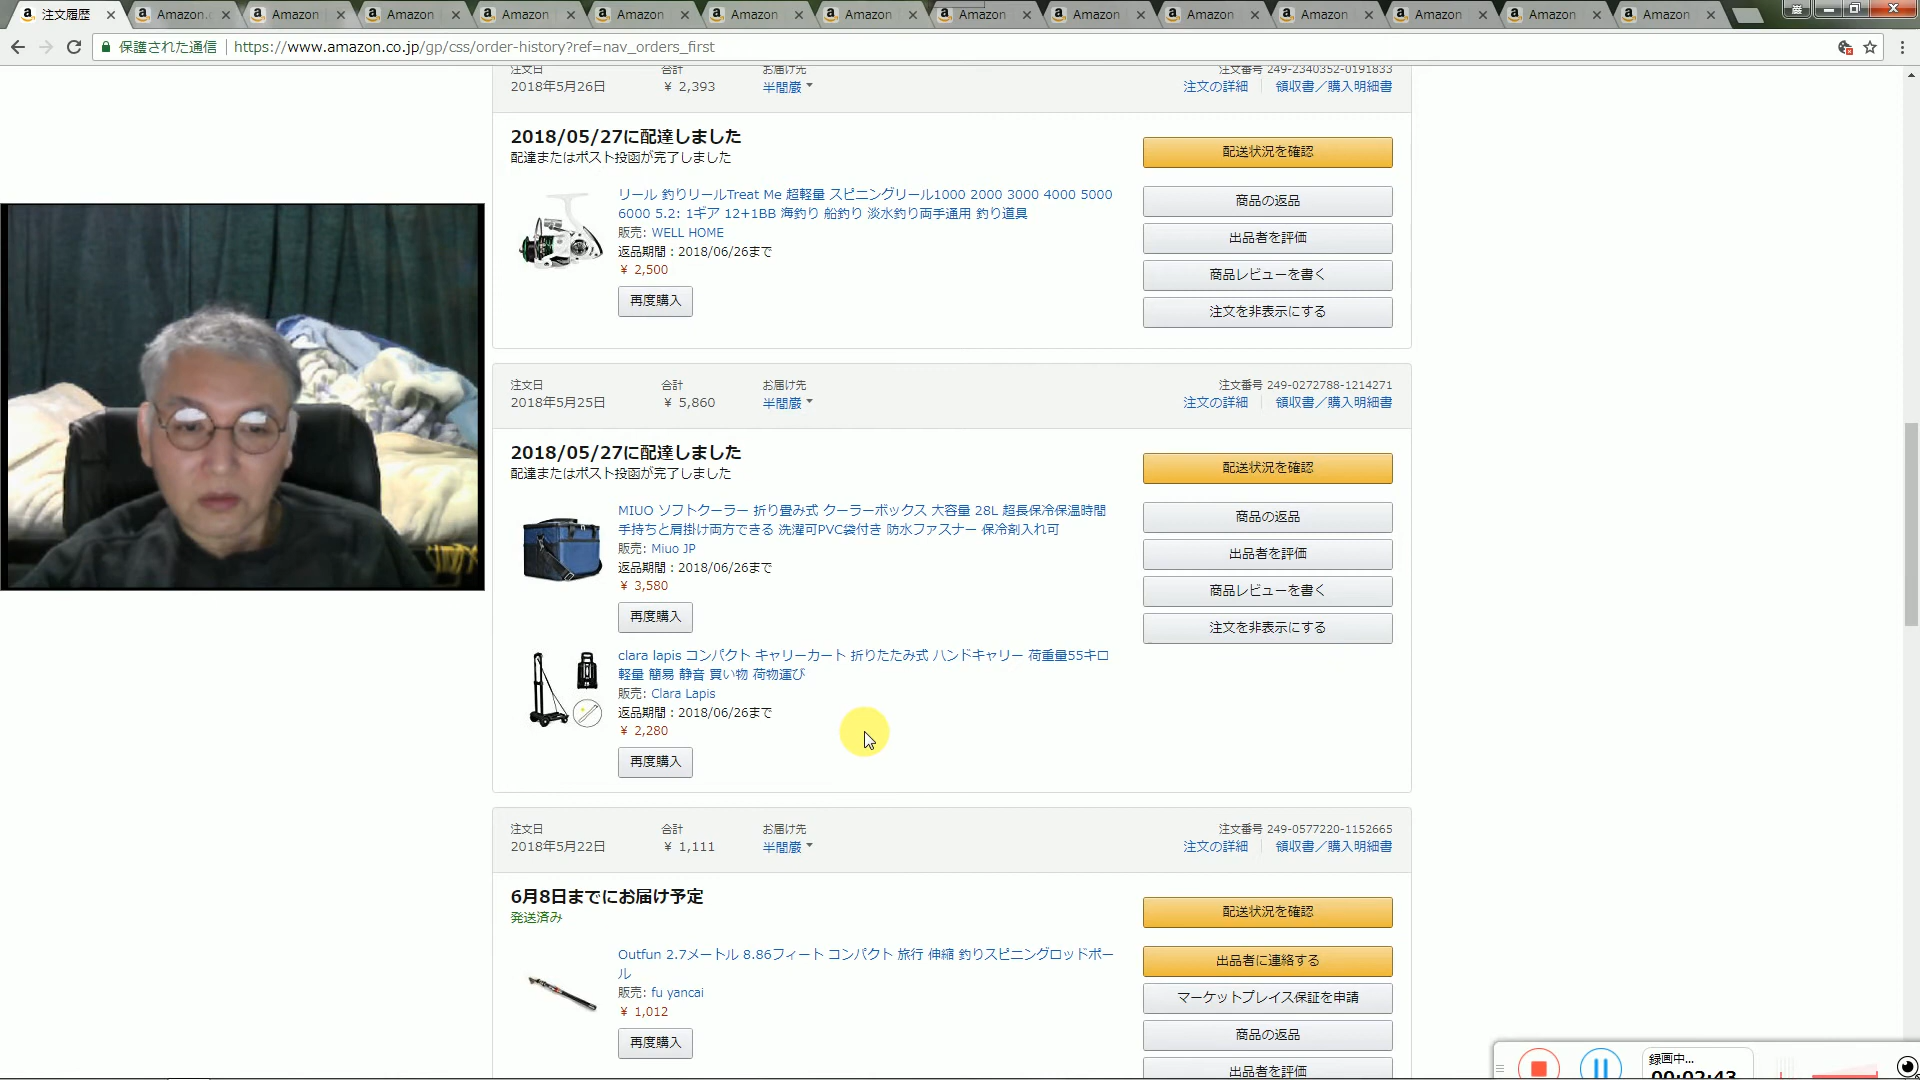 注文履歴
Amazon.c
Amazon
Amazon
Amazon
Amazon
Amazon
Amazon
Amazon
Amazon
Amazon
Amazon
Amazon
Amazon
Amazon
保護された通信 https://www.amazon.co.jp/gp/css/order-history?ref=nav_orders_first
注文日 合計 お届け先 注文番号 249-2340352-0191833
2018年5月26日 ¥ 2,393 半間巌 注文の詳細 領収書/購入明細書
2018/05/27に配達しました
配達またはポスト投函が完了しました
配送状況を確認
リール 釣りリールTreat Me 超軽量 スピニングリール1000 2000 3000 4000 5000
6000 5.2: 1ギア 12+1BB 海釣り 船釣り 淡水釣り両手通用 釣り道具
販売: WELL HOME
返品期間:2018/06/26まで
¥ 2,500
再度購入
商品の返品
出品者を評価
商品レビューを書く
注文を非表示にする
注文日 合計 お届け先 注文番号 249-0272788-1214271
2018年5月25日 ¥ 5,860 半間巌 注文の詳細 領収書/購入明細書
2018/05/27に配達しました
配達またはポスト投函が完了しました
配送状況を確認
MIUO ソフトクーラー 折り畳み式 クーラーボックス 大容量 28L 超長保冷保温時間
手持ちと肩掛け両方できる 洗濯可PVC袋付き 防水ファスナー 保冷剤入れ可
販売: Miuo JP
返品期間:2018/06/26まで
¥ 3,580
再度購入
商品の返品
出品者を評価
商品レビューを書く
注文を非表示にする
clara lapis コンパクト キャリーカート 折りたたみ式 ハンドキャリー 荷重量55キロ
軽量 簡易 静音 買い物 荷物運び
販売: Clara Lapis
返品期間:2018/06/26まで
¥ 2,280
再度購入
注文日 合計 お届け先 注文番号 249-0577220-1152665
2018年5月22日 ¥ 1,111 半間巌 注文の詳細 領収書/購入明細書
6月8日までにお届け予定
発送済み
配送状況を確認
Outfun 2.7メートル 8.86フィート コンパクト 旅行 伸縮 釣りスピニングロッドポー
ル
販売: fu yancai
¥ 1,012
再度購入
出品者に連絡する
マーケットプレイス保証を申請
商品の返品
出品者を評価
録画中...
00:02:43